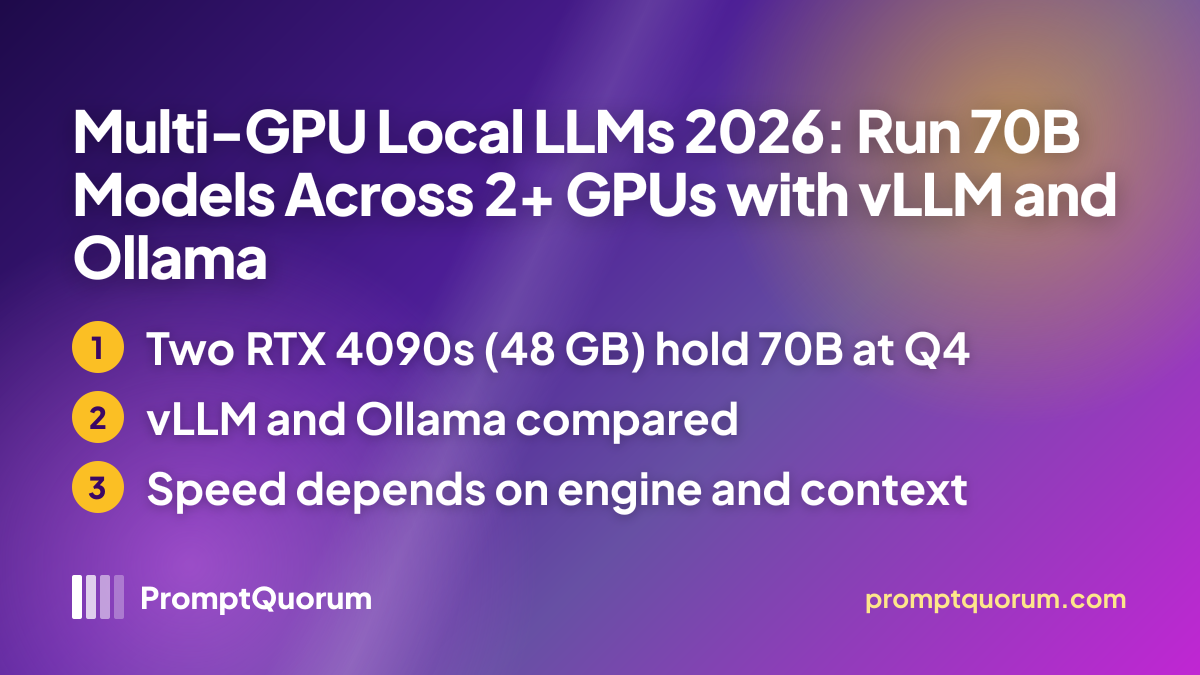 Multi-GPU Local LLMs 2026: Run 70B
Models Across 2+ GPUs with vLLM and
Ollama
1 Two RTX 4090s (48 GB) hold 70B at Q4
2 vLLM and Ollama compared
3 Speed depends on engine and context
PromptQuorum
promptquorum.com